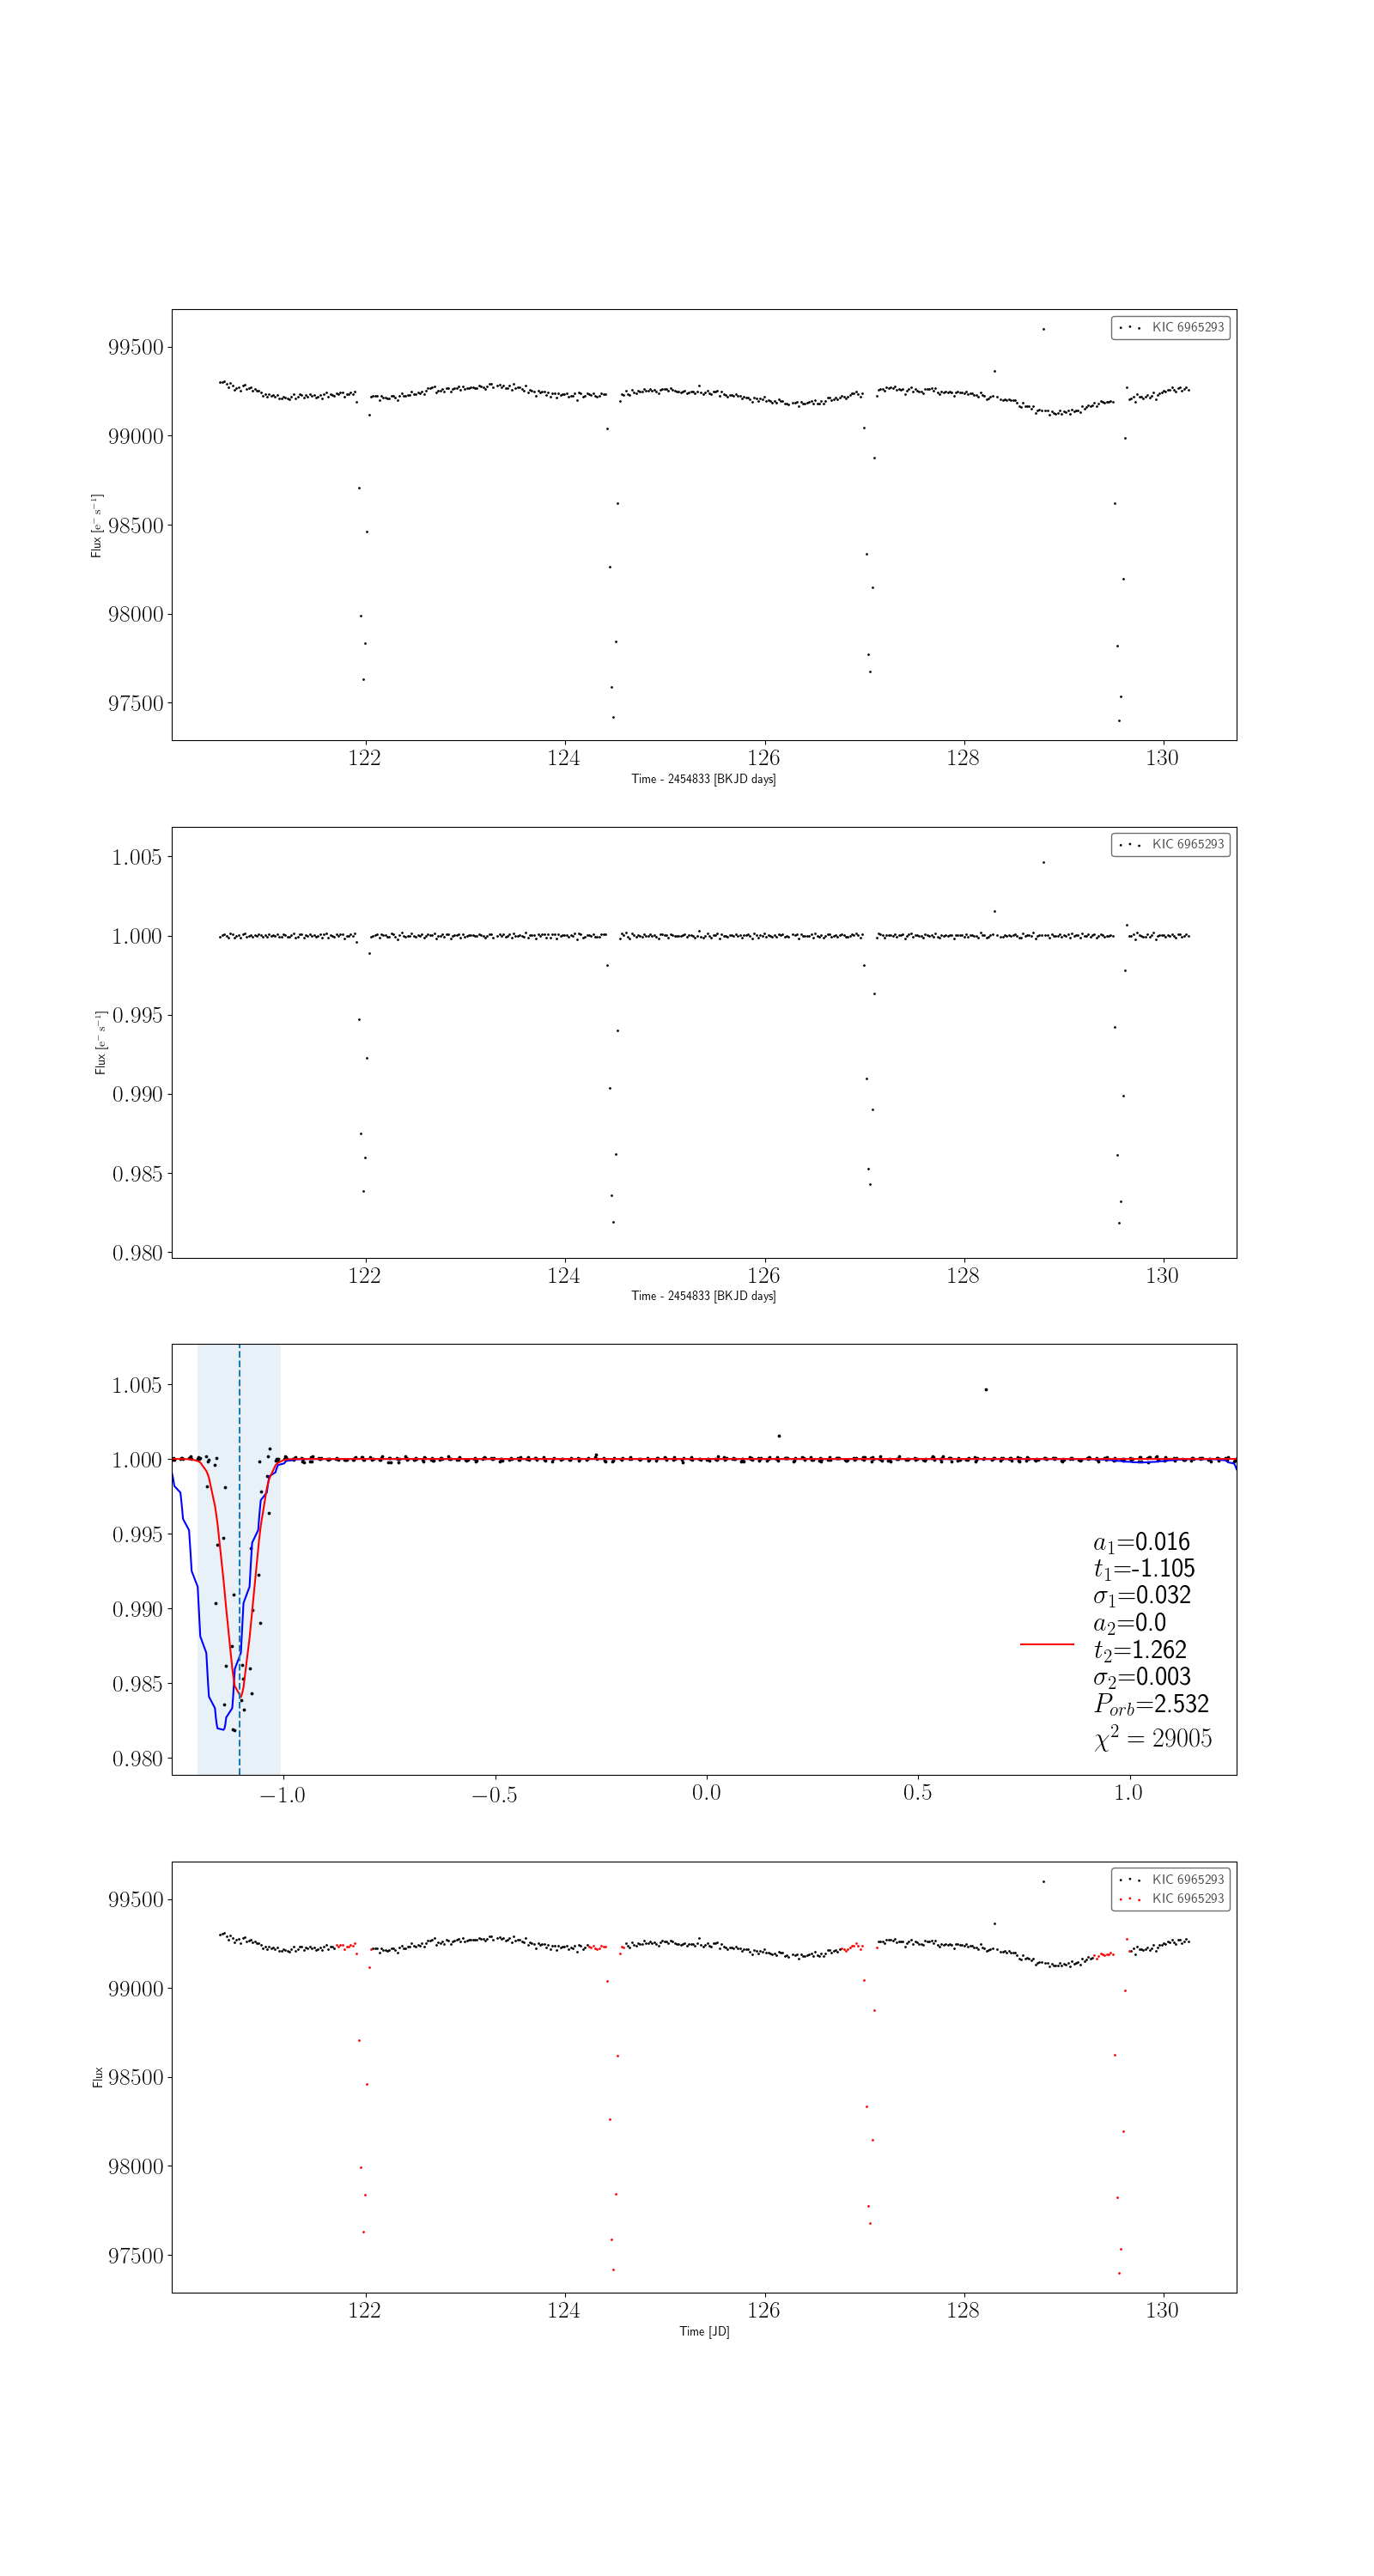 KIC 6965293
99500
99000
98500
98000
97500
Flux [e⁻ s⁻¹]
122 124 126 128 130
Time - 2454833 [BKJD days]
KIC 6965293
1.005
1.000
0.995
0.990
0.985
0.980
Flux [e⁻ s⁻¹]
122 124 126 128 130
Time - 2454833 [BKJD days]
1.005
1.000
0.995
0.990
0.985
0.980
a₁=0.016
t₁=-1.105
σ₁=0.032
a₂=0.0
t₂=1.262
σ₂=0.003
P_orb=2.532
χ² = 29005
−1.0 −0.5 0.0 0.5 1.0
KIC 6965293
KIC 6965293
99500
99000
98500
98000
97500
Flux
122 124 126 128 130
Time [JD]